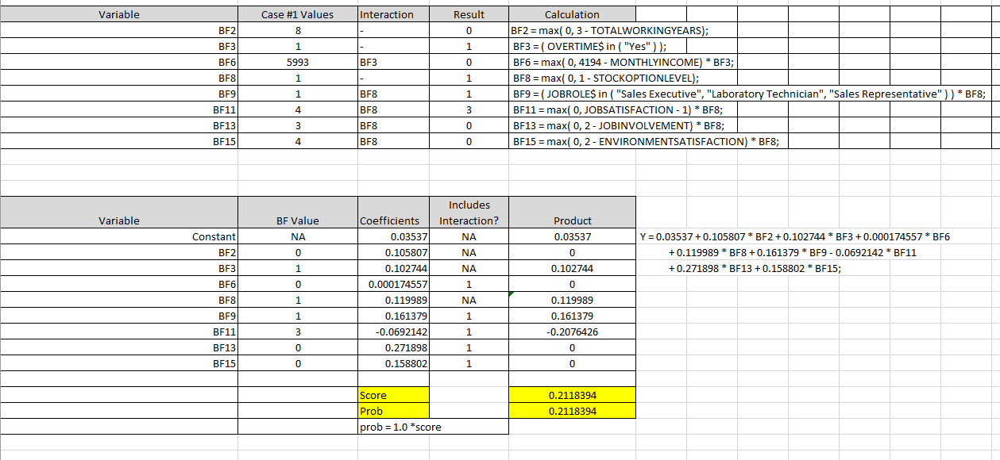 Variable Case #1 Values Interaction Result Calculation
BF2 8 - 0 BF2 = max( 0, 3 - TOTALWORKINGYEARS);
BF3 1 - 1 BF3 = ( OVERTIME$ in ( "Yes" ) );
BF6 5993 BF3 0 BF6 = max( 0, 4194 - MONTHLYINCOME) * BF3;
BF8 1 - 1 BF8 = max( 0, 1 - STOCKOPTIONLEVEL);
BF9 1 BF8 1 BF9 = ( JOBROLE$ in ( "Sales Executive", "Laboratory Technician", "Sales Representative" ) ) * BF8;
BF11 4 BF8 3 BF11 = max( 0, JOBSATISFACTION - 1) * BF8;
BF13 3 BF8 0 BF13 = max( 0, 2 - JOBINVOLVEMENT) * BF8;
BF15 4 BF8 0 BF15 = max( 0, 2 - ENVIRONMENTSATISFACTION) * BF8;
Includes
Variable BF Value Coefficients Interaction? Product
Constant NA 0.03537 NA 0.03537 Y = 0.03537 + 0.105807 * BF2 + 0.102744 * BF3 + 0.000174557 * BF6
BF2 0 0.105807 NA 0 + 0.119989 * BF8 + 0.161379 * BF9 - 0.0692142 * BF11
BF3 1 0.102744 NA 0.102744 + 0.271898 * BF13 + 0.158802 * BF15;
BF6 0 0.000174557 1 0
BF8 1 0.119989 NA 0.119989
BF9 1 0.161379 1 0.161379
BF11 3 -0.0692142 1 -0.2076426
BF13 0 0.271898 1 0
BF15 0 0.158802 1 0
Score 0.2118394
Prob 0.2118394
prob = 1.0 *score